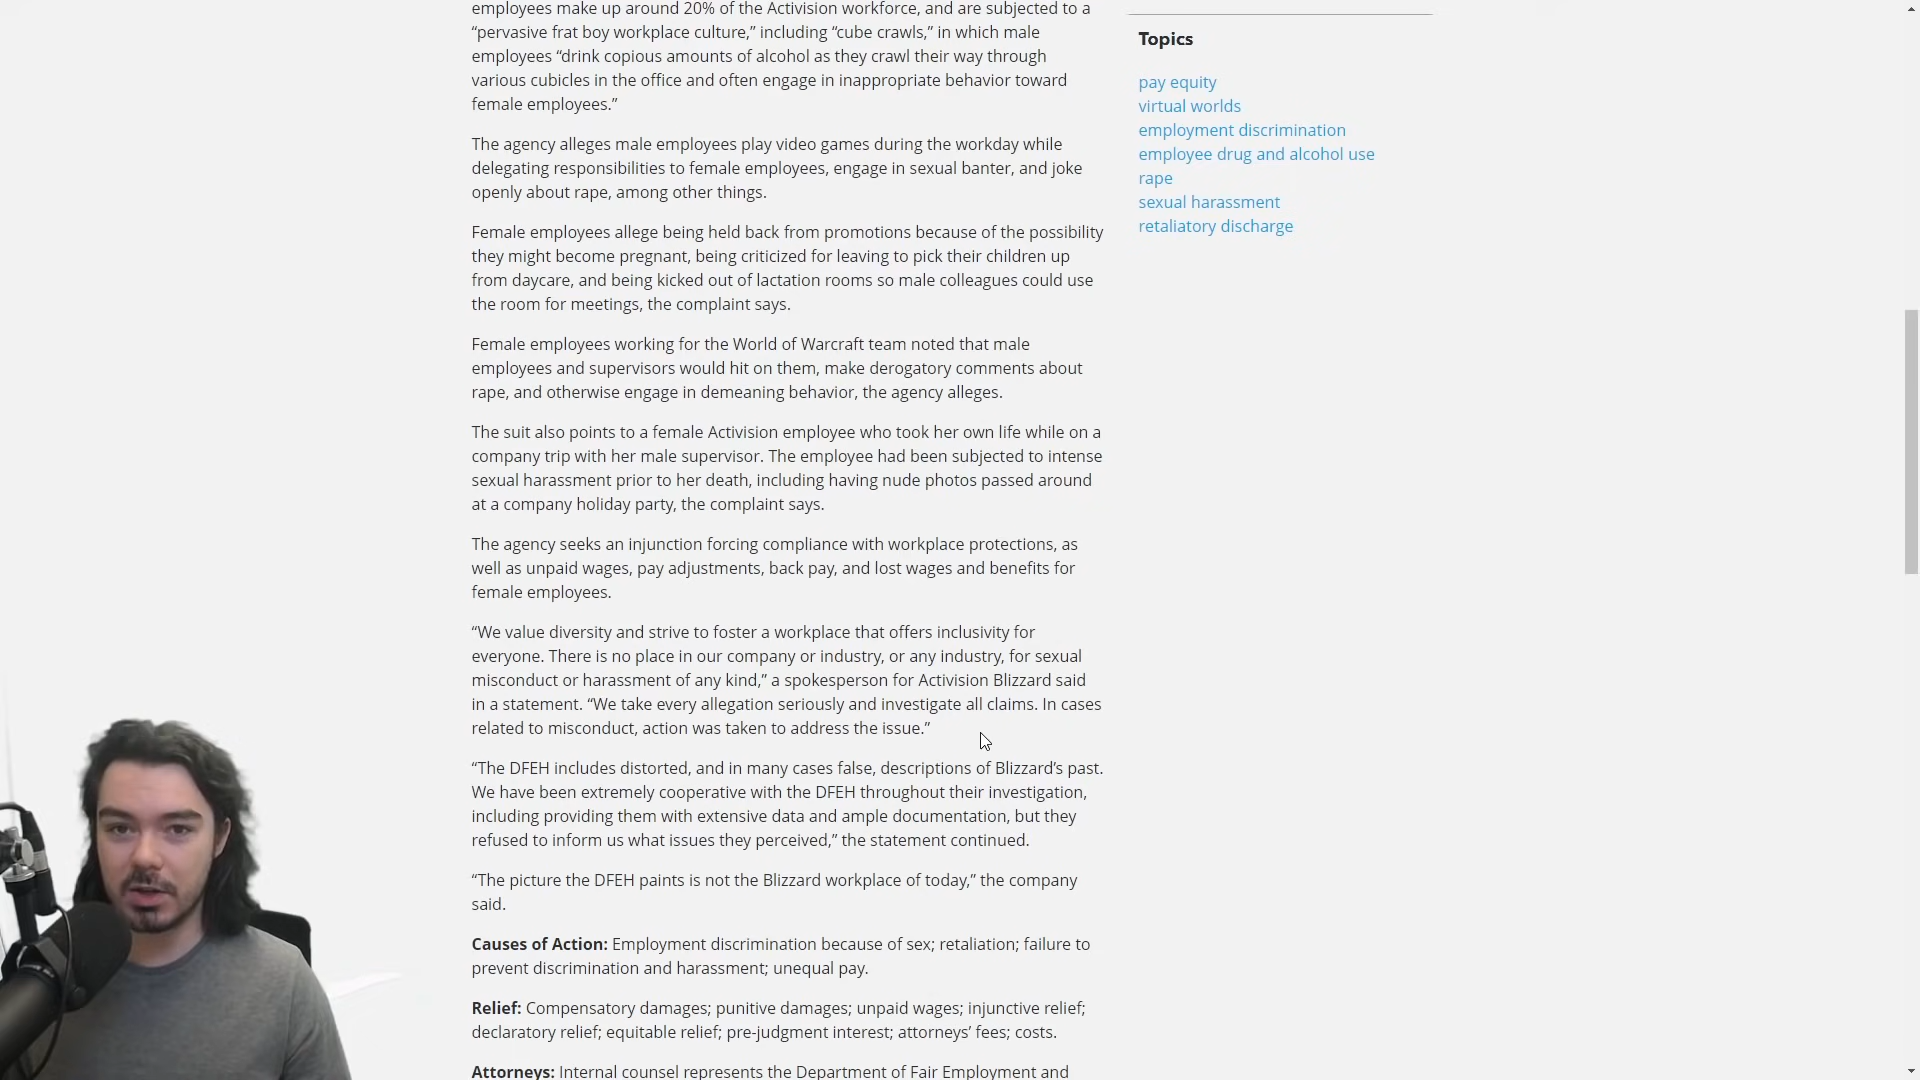 employees make up around 20% of the Activision workforce, and are subjected to a
“pervasive frat boy workplace culture,” including “cube crawls,” in which male
employees “drink copious amounts of alcohol as they crawl their way through
various cubicles in the office and often engage in inappropriate behavior toward
female employees.”
The agency alleges male employees play video games during the workday while
delegating responsibilities to female employees, engage in sexual banter, and joke
openly about rape, among other things.
Female employees allege being held back from promotions because of the possibility
they might become pregnant, being criticized for leaving to pick their children up
from daycare, and being kicked out of lactation rooms so male colleagues could use
the room for meetings, the complaint says.
Female employees working for the World of Warcraft team noted that male
employees and supervisors would hit on them, make derogatory comments about
rape, and otherwise engage in demeaning behavior, the agency alleges.
The suit also points to a female Activision employee who took her own life while on a
company trip with her male supervisor. The employee had been subjected to intense
sexual harassment prior to her death, including having nude photos passed around
at a company holiday party, the complaint says.
The agency seeks an injunction forcing compliance with workplace protections, as
well as unpaid wages, pay adjustments, back pay, and lost wages and benefits for
female employees.
“We value diversity and strive to foster a workplace that offers inclusivity for
everyone. There is no place in our company or industry, or any industry, for sexual
misconduct or harassment of any kind,” a spokesperson for Activision Blizzard said
in a statement. “We take every allegation seriously and investigate all claims. In cases
related to misconduct, action was taken to address the issue.”
“The DFEH includes distorted, and in many cases false, descriptions of Blizzard’s past.
We have been extremely cooperative with the DFEH throughout their investigation,
including providing them with extensive data and ample documentation, but they
refused to inform us what issues they perceived,” the statement continued.
“The picture the DFEH paints is not the Blizzard workplace of today,” the company
said.
Causes of Action: Employment discrimination because of sex; retaliation; failure to
prevent discrimination and harassment; unequal pay.
Relief: Compensatory damages; punitive damages; unpaid wages; injunctive relief;
declaratory relief; equitable relief; pre-judgment interest; attorneys’ fees; costs.
Attorneys: Internal counsel represents the Department of Fair Employment and
Topics
pay equity
virtual worlds
employment discrimination
employee drug and alcohol use
rape
sexual harassment
retaliatory discharge